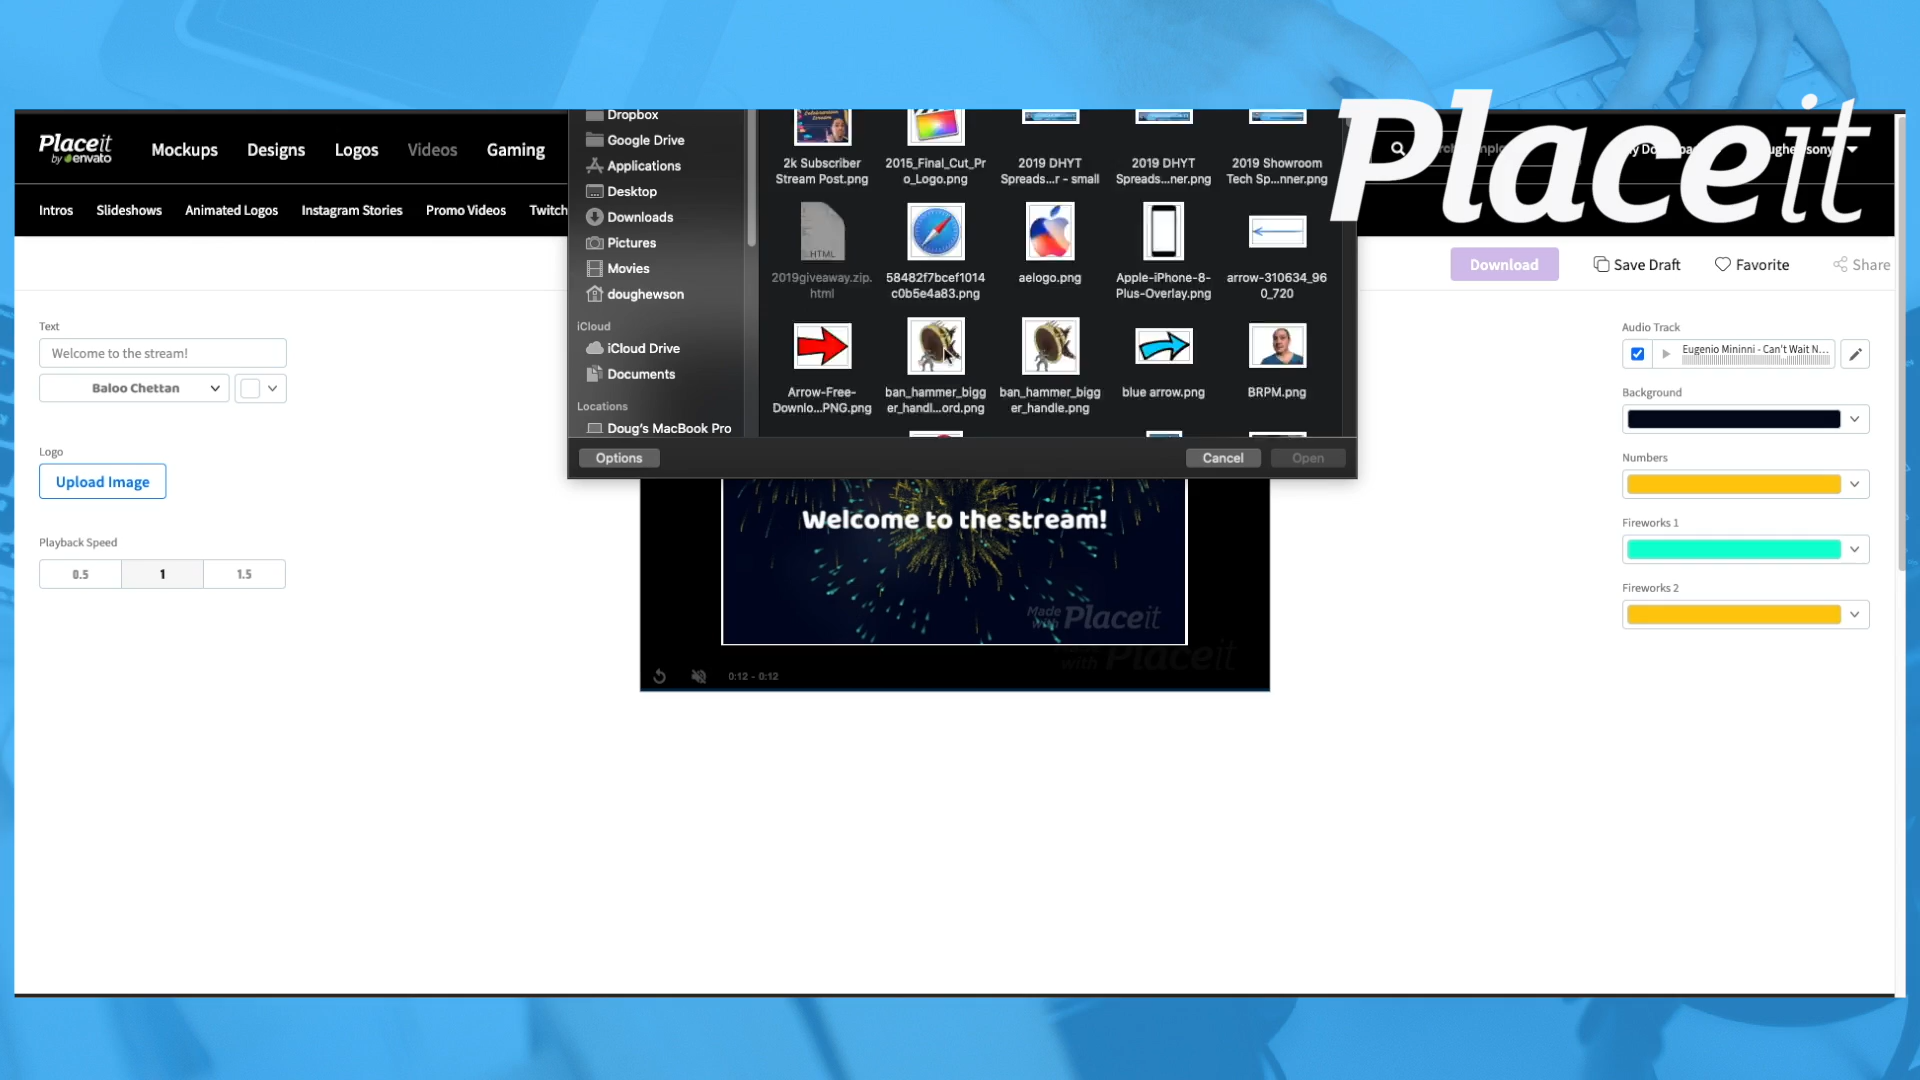 Placeit
by envato
Mockups
Designs
Logos
Videos
Gaming
Intros
Slideshows
Animated Logos
Instagram Stories
Promo Videos
Twitch
Placeit
Download
Save Draft
Favorite
Share
Dropbox
Google Drive
Applications
Desktop
Downloads
Pictures
Movies
doughewson
iCloud
iCloud Drive
Documents
Locations
Doug's MacBook Pro
2k Subscriber
Stream Post.png
2015_Final_Cut_Pr
o_Logo.png
2019 DHYT
Spreads...r - small
2019 DHYT
Spreads...ner.png
2019 Showroom
Tech Sp...nner.png
HTML
2019giveaway.zip.
html
58482f7bcef1014
c0b5e4a83.png
aelogo.png
Apple-iPhone-8-
Plus-Overlay.png
arrow-310634_96
0_720
Arrow-Free-
Downlo...PNG.png
ban_hammer_bigg
er_handl...ord.png
ban_hammer_bigg
er_handle.png
blue arrow.png
BRPM.png
Options
Cancel
Open
Text
Welcome to the stream!
Baloo Chettan
Logo
Upload Image
Playback Speed
0.5
1
1.5
Welcome to the stream!
Made
with Placeit
with Placeit
0:12 - 0:12
Audio Track
Eugenio Mininni - Can't Wait N...
Background
Numbers
Fireworks 1
Fireworks 2